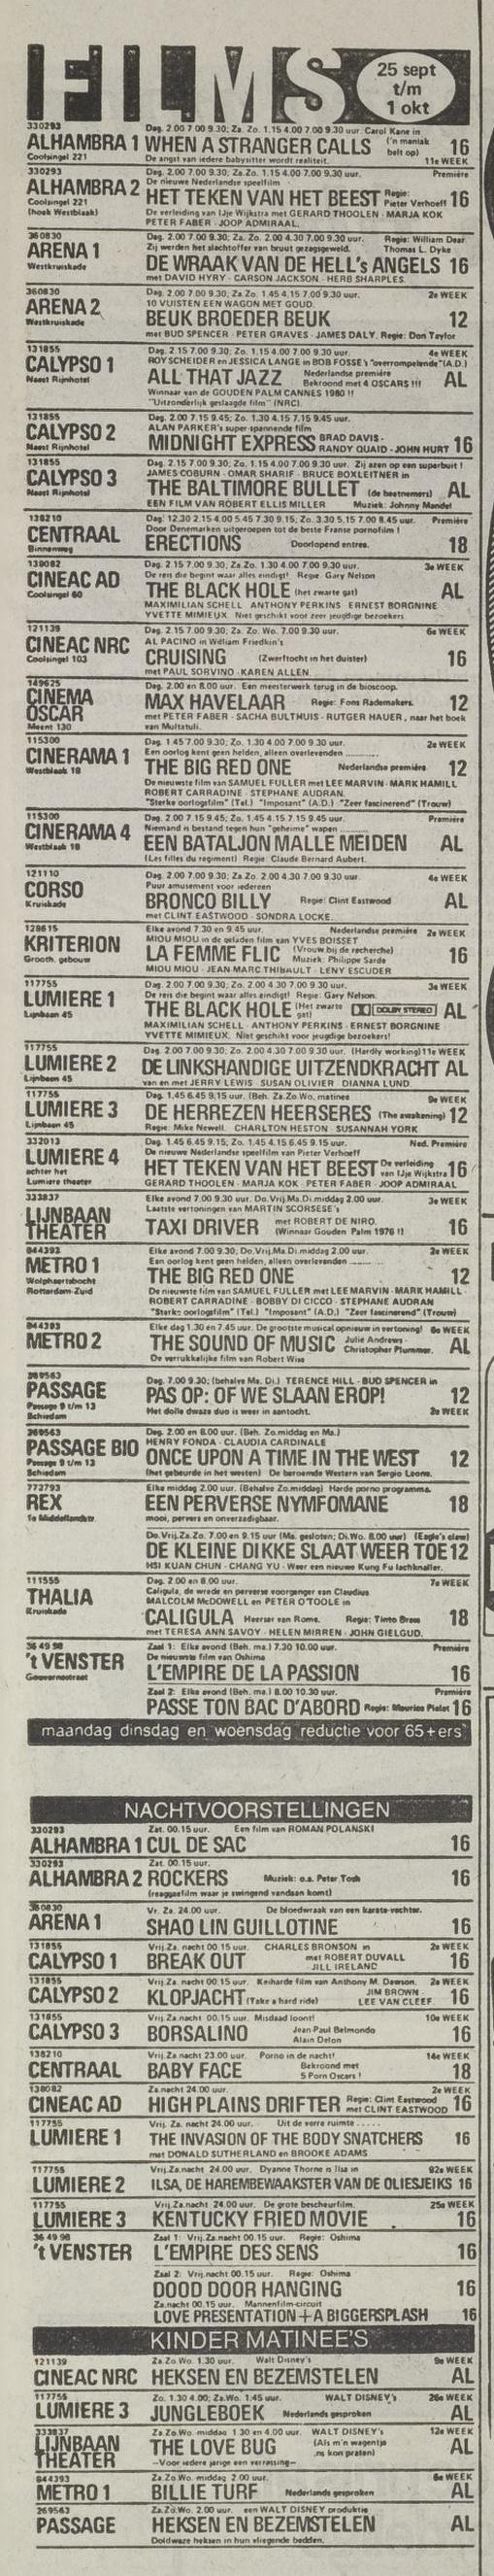 FILMS
25 sept
t/m
1 okt
330293 Dag. 2.00 7.00 9.30; Za. Zo. 1.15 4.00 7.00 9.30 uur. Carol Kane in
ALHAMBRA 1 WHEN A STRANGER CALLS ('n maniak belt op) 16
Coolsingel 221 De angst van iedere babysitter wordt realiteit. 11e WEEK
330293 Dag. 2.00 7.00 9.30; Za. Zo. 1.15 4.00 7.00 9.30 uur. Première
De nieuwe Nederlandse speelfilm
ALHAMBRA 2 HET TEKEN VAN HET BEEST Regie: Pieter Verhoeff 16
Coolsingel 221 De verleiding van IJje Wijkstra met GERARD THOOLEN · MARJA KOK
(hoek Westblaak) PETER FABER · JOOP ADMIRAAL.
360830 Dag. 2.00 7.00 9.30; Za. Zo. 2.00 4.30 7.00 9.30 uur. Regie: William Dear
Zij werden het slachtoffer van bruut gezagsgeweld. Thomas L. Dyke
ARENA 1 DE WRAAK VAN DE HELL's ANGELS 16
Westkruiskade met DAVID HYRY · CARSON JACKSON · HERB SHARPLES.
360830 Dag. 2.00 7.00 9.30; Za. Zo. 1.45 4.15 7.00 9.30 uur. 2e WEEK
10 VUISTEN EEN WAGON MET GOUD.
ARENA 2 BEUK BROEDER BEUK 12
Westkruiskade met BUD SPENCER · PETER GRAVES · JAMES DALY. Regie: Don Taylor
131855 Dag. 2.15 7.00 9.30; Zo. 1.15 4.00 7.00 9.30 uur. 4e WEEK
ROY SCHEIDER en JESSICA LANGE in BOB FOSSE's "overrompelende" (A.D.)
CALYPSO 1 ALL THAT JAZZ Nederlandse première Bekroond met 4 OSCARS !!! AL
Naast Rijnhotel Winnaar van de GOUDEN PALM CANNES 1980 !!
"Uitzonderlijk geslaagde film" (NRC).
131855 Dag. 2.00 7.15 9.45; Zo. 1.30 4.15 7.15 9.45 uur.
ALAN PARKER's super-spannende film
CALYPSO 2 MIDNIGHT EXPRESS BRAD DAVIS · RANDY QUAID · JOHN HURT 16
Naast Rijnhotel
131855 Dag. 2.15 7.00 9.30; Zo. 1.15 4.00 7.00 9.30 uur. Zij azen op een superbuit !
JAMES COBURN · OMAR SHARIF · BRUCE BOXLEITNER in
CALYPSO 3 THE BALTIMORE BULLET (de beetnemers) AL
Naast Rijnhotel EEN FILM VAN ROBERT ELLIS MILLER Muziek: Johnny Mandel
138210 Dag. 12.30 2.15 4.00 5.45 7.30 9.15; Zo. 3.30 5.15 7.00 8.45 uur. Première
Door Denemarken uitgeroepen tot de beste Franse pornofilm !
CENTRAAL ERECTIONS Doorlopend entree. 18
Binnenweg
138082 Dag. 2.15 7.00 9.30; Za. Zo. 1.30 4.00 7.00 9.30 uur. 3e WEEK
De reis die begint waar alles eindigt! Regie: Gary Nelson
CINEAC AD THE BLACK HOLE (het zwarte gat) AL
Coolsingel 60 MAXIMILIAN SCHELL ANTHONY PERKINS ERNEST BORGNINE
YVETTE MIMIEUX Niet geschikt voor zeer jeugdige bezoekers
121139 Dag. 2.15 7.00 9.30; Za. Zo. Wo. 7.00 9.30 uur. 6e WEEK
AL PACINO in William Friedkin's
CINEAC NRC CRUISING (Zwerftocht in het duister) 16
Coolsingel 103 met PAUL SORVINO · KAREN ALLEN
149625 Dag. 2.00 en 8.00 uur. Een meesterwerk terug in de bioscoop.
CINEMA OSCAR MAX HAVELAAR Regie: Fons Rademakers. 12
Meent 130 met PETER FABER · SACHA BULTHUIS · RUTGER HAUER, naar het boek
van Multatuli.
115300 Dag. 1.45 7.00 9.30; Zo. 1.30 4.00 7.00 9.30 uur. 2e WEEK
Een oorlog kent geen helden, alleen overlevenden ............
CINERAMA 1 THE BIG RED ONE Nederlandse première 12
Westblaak 18 De nieuwste film van SAMUEL FULLER met LEE MARVIN · MARK HAMILL
ROBERT CARRADINE · STEPHANE AUDRAN.
"Sterke oorlogsfilm" (Tel.) "Imposant" (A.D.) "Zeer fascinerend" (Trouw)
115300 Dag. 2.00 7.15 9.45; Zo. 1.45 4.15 7.15 9.45 uur. Première
Niemand is bestand tegen hun "geheime" wapen ..........
CINERAMA 4 EEN BATALJON MALLE MEIDEN AL
Westblaak 18 (Les filles du regiment) Regie: Claude Bernard Aubert.
121110 Dag. 2.00 7.00 9.30; Za. Zo. 2.00 4.30 7.00 9.30 uur. 4e WEEK
Puur amusement voor iedereen
CORSO BRONCO BILLY Regie: Clint Eastwood AL
Kruiskade met CLINT EASTWOOD · SONDRA LOCKE.
128615 Elke avond 7.30 en 9.45 uur. Nederlandse première 2e WEEK
MIOU MIOU in de geladen film van YVES BOISSET
KRITERION LA FEMME FLIC (Vrouw bij de recherche) Muziek: Philippe Sarde 16
Grooth. gebouw MIOU MIOU · JEAN MARC THIBAULT · LENY ESCUDER
117755 Dag. 2.00 7.00 9.30; Zo. 2.00 4.30 7.00 9.30 uur. 3e WEEK
De reis die begint waar alles eindigt! Regie: Gary Nelson.
LUMIERE 1 THE BLACK HOLE (Het zwarte gat) DOLBY STEREO AL
Lijnbaan 45 MAXIMILIAN SCHELL · ANTHONY PERKINS · ERNEST BORGNINE
YVETTE MIMIEUX. Niet geschikt voor jeugdige bezoekers!
117755 Dag. 2.00 7.00 9.30; Zo. 2.00 4.30 7.00 9.30 uur. (Hardly working) 11e WEEK
LUMIERE 2 DE LINKSHANDIGE UITZENDKRACHT AL
Lijnbaan 45 van en met JERRY LEWIS · SUSAN OLIVIER · DIANNA LUND.
117755 Dag. 1.45 6.45 9.15 uur. (Beh. Za.Zo.Wo. matinee 9e WEEK
LUMIERE 3 DE HERREZEN HEERSERES (The awakening) 12
Lijnbaan 45 Regie: Mike Newell. CHARLTON HESTON · SUSANNAH YORK
332013 Dag. 1.45 6.45 9.15; Zo. 1.45 4.15 6.45 9.15 uur. Ned. Première
De nieuwe Nederlandse speelfilm van Pieter Verhoeff
LUMIERE 4 HET TEKEN VAN HET BEEST De verleiding van IJje Wijkstra 16
achter het GERARD THOOLEN · MARJA KOK · PETER FABER · JOOP ADMIRAAL
Lumiere theater
333837 Elke avond 7.00 9.30 uur. Do.Vrij.Ma.Di.middag 2.00 uur. 3e WEEK
Laatste vertoningen van MARTIN SCORSESE's
LIJNBAAN THEATER TAXI DRIVER met ROBERT DE NIRO. (Winnaar Gouden Palm 1976 !!) 16
844393 Elke avond 7.00 9.30; Do.Vrij.Ma.Di.middag 2.00 uur. 2e WEEK
Een oorlog kent geen helden, alleen overlevenden ..............
METRO 1 THE BIG RED ONE 12
Wolphaertsbocht De nieuwste film van SAMUEL FULLER met LEE MARVIN · MARK HAMILL
Rotterdam-Zuid ROBERT CARRADINE · BOBBY DI CICCO · STEPHANE AUDRAN
"Sterke oorlogsfilm" (Tel.) "Imposant" (A.D.) "Zeer fascinerend" (Trouw)
844393 Elke dag 1.30 en 7.45 uur. De grootste musical opnieuw in vertoning! 6e WEEK
METRO 2 THE SOUND OF MUSIC Julie Andrews · Christopher Plummer. AL
De verrukkelijke film van Robert Wise
269563 Dag. 7.00 9.30; (behalve Ma. Di.) TERENCE HILL · BUD SPENCER in
PASSAGE PAS OP: OF WE SLAAN EROP! 12
Passage 9 t/m 13 Het dolle dwaze duo is weer in aantocht. 2e WEEK
Schiedam
269563 Dag. 2.00 en 8.00 uur. (Beh. Zo.middag en Ma.)
HENRY FONDA · CLAUDIA CARDINALE
PASSAGE BIO ONCE UPON A TIME IN THE WEST 12
Passage 9 t/m 13 (het gebeurde in het westen) De beroemde Western van Sergio Leone.
Schiedam
773793 Elke middag 2.00 uur. (Behalve Zo.middag) Harde porno programma.
REX EEN PERVERSE NYMFOMANE 18
1e Middellandstr. mooi, pervers en onverzadigbaar.
Do.Vrij.Za.Zo. 7.00 en 9.15 uur (Ma. gesloten; Di.Wo. 8.00 uur) (Eagle's claw)
DE KLEINE DIKKE SLAAT WEER TOE 12
HSI KUAN CHUN · CHANG YU · Weer een nieuwe Kung Fu lachknaller.
111555 Dag. 2.00 en 8.00 uur. 7e WEEK
Caligula, de wrede en perverse voorganger van Claudius
MALCOLM McDOWELL en PETER O'TOOLE in
THALIA CALIGULA Heerser van Rome. Regie: Tinto Brass 18
Kruiskade met TERESA ANN SAVOY · HELEN MIRREN · JOHN GIELGUD.
36 49 98 Zaal 1: Elke avond (Beh. ma.) 7.30 10.00 uur. Première
De nieuwste film van Oshima
't VENSTER L'EMPIRE DE LA PASSION 16
Gouvernestraat
Zaal 2: Elke avond (Beh. ma.) 8.00 10.30 uur. Première
PASSE TON BAC D'ABORD Regie: Maurice Pialat 16
maandag dinsdag en woensdag reductie voor 65+ers
NACHTVOORSTELLINGEN
330293 Zat. 00.15 uur. Een film van ROMAN POLANSKI
ALHAMBRA 1 CUL DE SAC 16
330293 Zat. 00.15 uur.
ALHAMBRA 2 ROCKERS Muziek: o.a. Peter Tosh 16
(reaggaefilm waar je swingend vandaan komt)
360830 Vr. Za. 24.00 uur. De bloedwraak van een karate-vechter.
ARENA 1 SHAO LIN GUILLOTINE 16
131855 Vrij.Za. nacht 00.15 uur. CHARLES BRONSON in 2e WEEK
CALYPSO 1 BREAK OUT met ROBERT DUVALL · JILL IRELAND 16
131855 Vrij.Za. nacht 00.15 uur. Keiharde film van Anthony M. Dawson. 2e WEEK
CALYPSO 2 KLOPJACHT (Take a hard ride) JIM BROWN · LEE VAN CLEEF 16
131855 Vrij.Za.nacht 00.15 uur. Misdaad loont! 10e WEEK
CALYPSO 3 BORSALINO Jean-Paul Belmondo Alain Delon 16
138210 Vrij.Za.nacht 23.00 uur. Porno in de nacht! 14e WEEK
CENTRAAL BABY FACE Bekroond met 5 Porn Oscars ! 18
138082 Za.nacht 24.00 uur. 2e WEEK
CINEAC AD HIGH PLAINS DRIFTER Regie: Clint Eastwood met CLINT EASTWOOD 16
117755 Vrij. Za. nacht 24.00 uur. Uit de verre ruimte .....
LUMIERE 1 THE INVASION OF THE BODY SNATCHERS 16
met DONALD SUTHERLAND en BROOKE ADAMS
117755 Vrij.Za.nacht 24.00 uur. Dyanne Thorne is Ilsa in 92e WEEK
LUMIERE 2 ILSA, DE HAREMBEWAAKSTER VAN DE OLIESJEIKS 16
117755 Vrij.Za.nacht 24.00 uur. De grote bescheurfilm. 25e WEEK
LUMIERE 3 KENTUCKY FRIED MOVIE 16
36 49 98 Zaal 1: Vrij.Za.nacht 00.15 uur. Regie: Oshima
't VENSTER L'EMPIRE DES SENS 16
Zaal 2: Vrij.nacht 00.15 uur. Regie: Oshima
DOOD DOOR HANGING 16
Za.nacht 00.15 uur. Mannenfilm-circuit
LOVE PRESENTATION + A BIGGERSPLASH 16
KINDER MATINEE'S
121139 Za.Zo.Wo. 1.30 uur. Walt Disney's 9e WEEK
CINEAC NRC HEKSEN EN BEZEMSTELEN AL
117755 Zo. 1.30 4.00; Za.Wo. 1.45 uur. WALT DISNEY's 26e WEEK
LUMIERE 3 JUNGLEBOEK Nederlands gesproken AL
333837 Za.Zo.Wo. middag 1.30 en 4.00 uur. WALT DISNEY's 12e WEEK
LIJNBAAN THEATER THE LOVE BUG (Als m'n wagentje .ns kon praten) AL
—Voor iedere jarige een verrassing—
844393 Za.Zo.Wo. middag 2.00 uur. 6e WEEK
METRO 1 BILLIE TURF Nederlands gesproken AL
269563 Za.Zo.Wo. 2.00 uur. een WALT DISNEY produktie
PASSAGE HEKSEN EN BEZEMSTELEN AL
Doldwaze heksen in hun vliegende bedden.